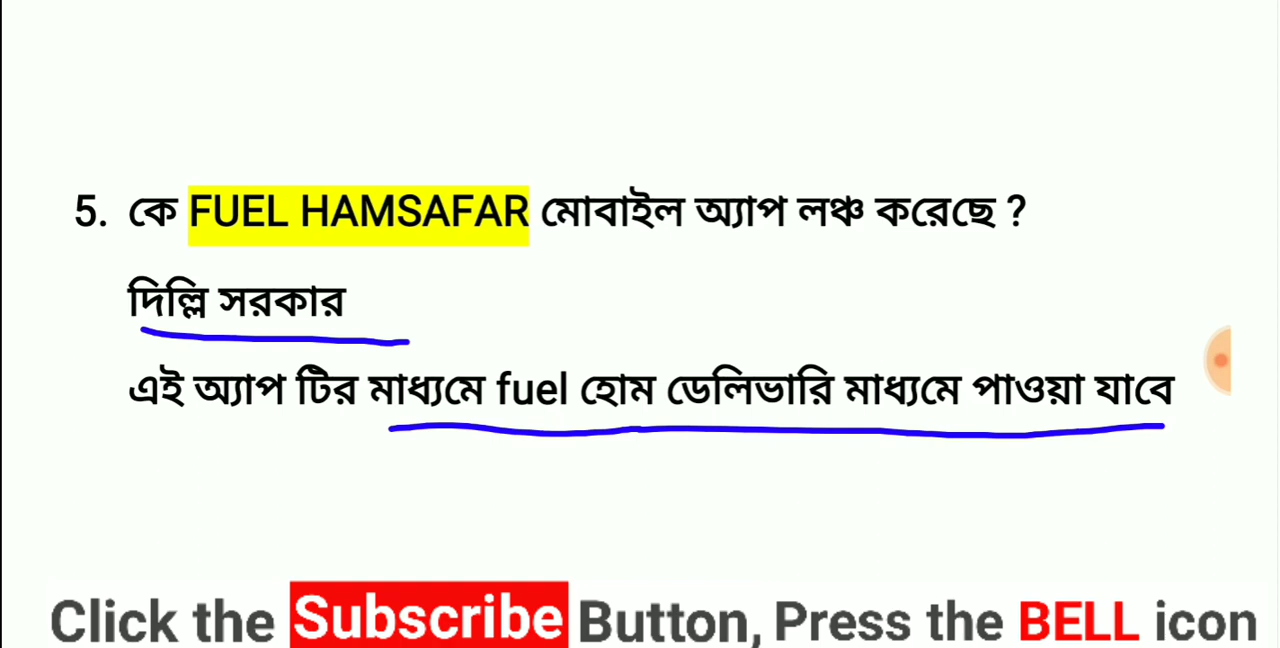 5. কে FUEL HAMSAFAR মোবাইল অ্যাপ লঞ্চ করেছে ?
দিল্লি সরকার
এই অ্যাপ টির মাধ্যমে fuel হোম ডেলিভারি মাধ্যমে পাওয়া যাবে
Click the Subscribe Button, Press the BELL icon